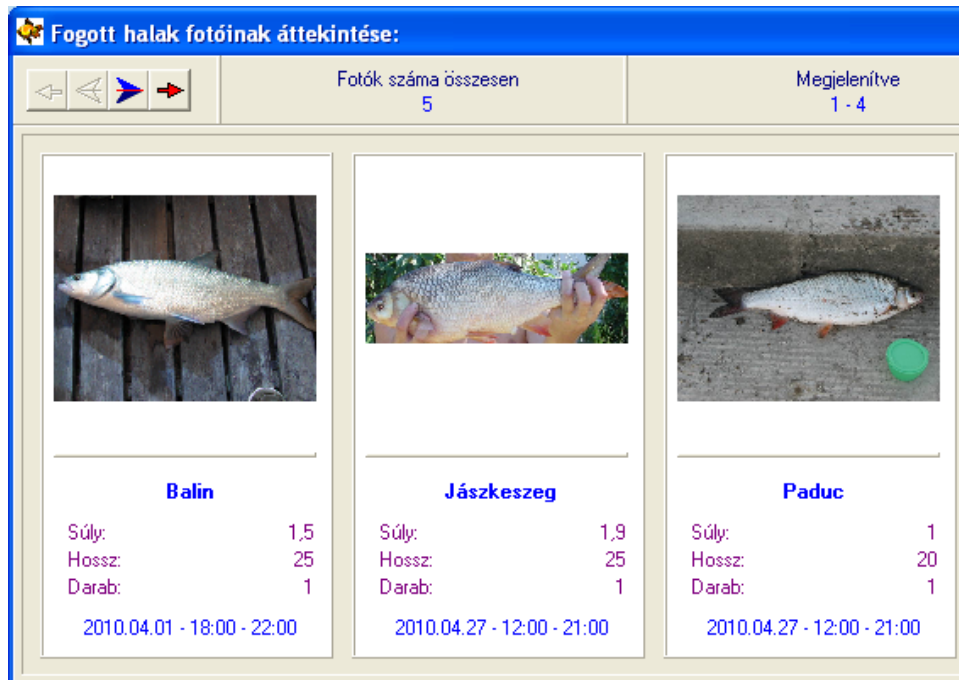 Fogott halak fotóinak áttekintése:
Fotók száma összesen
5
Megjelenítve
1 - 4
Balin
Súly: 1,5
Hossz: 25
Darab: 1
2010.04.01 - 18:00 - 22:00
Jászkeszeg
Súly: 1,9
Hossz: 25
Darab: 1
2010.04.27 - 12:00 - 21:00
Paduc
Súly: 1
Hossz: 20
Darab: 1
2010.04.27 - 12:00 - 21:00